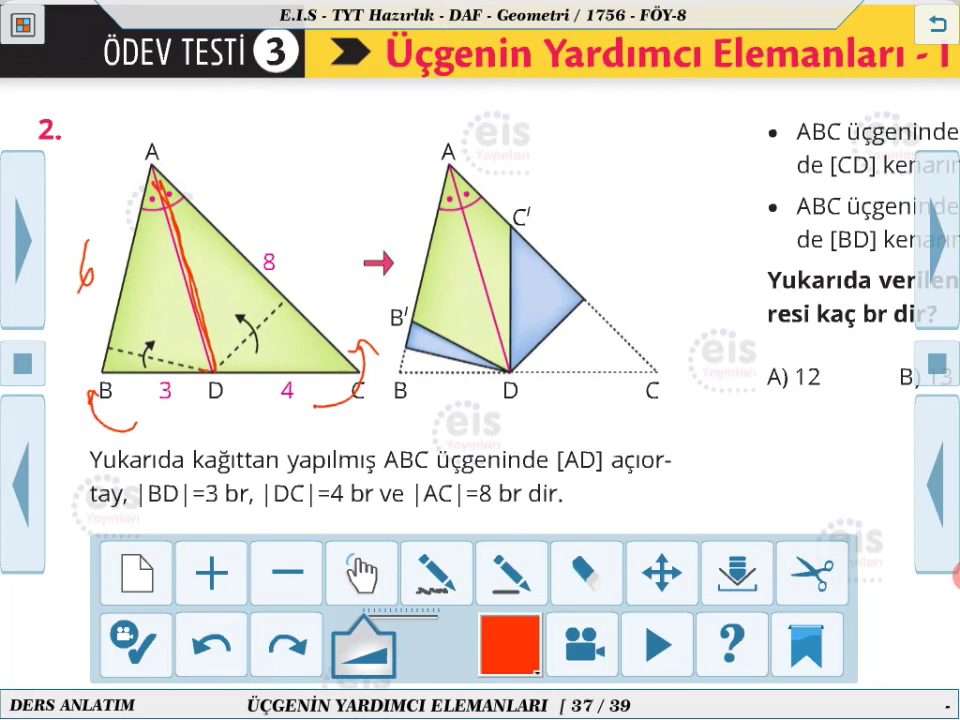 E.I.S - TYT Hazırlık - DAF - Geometri / 1756 - FÖY-8
ÖDEV TESTİ 3 Üçgenin Yardımcı Elemanları - I
2.
A
6
8
B 3 D 4 C
A
C'
B'
B D C
eis
Yayınları
Yukarıda kağıttan yapılmış ABC üçgeninde [AD] açıor-
tay, |BD|=3 br, |DC|=4 br ve |AC|=8 br dir.
• ABC üçgeninde
de [CD] kenarın
• ABC üçgeninde
de [BD] kenarın
Yukarıda verilen
resi kaç br dir?
A) 12 B) 13
?
DERS ANLATIM ÜÇGENİN YARDIMCI ELEMANLARI [ 37 / 39 -